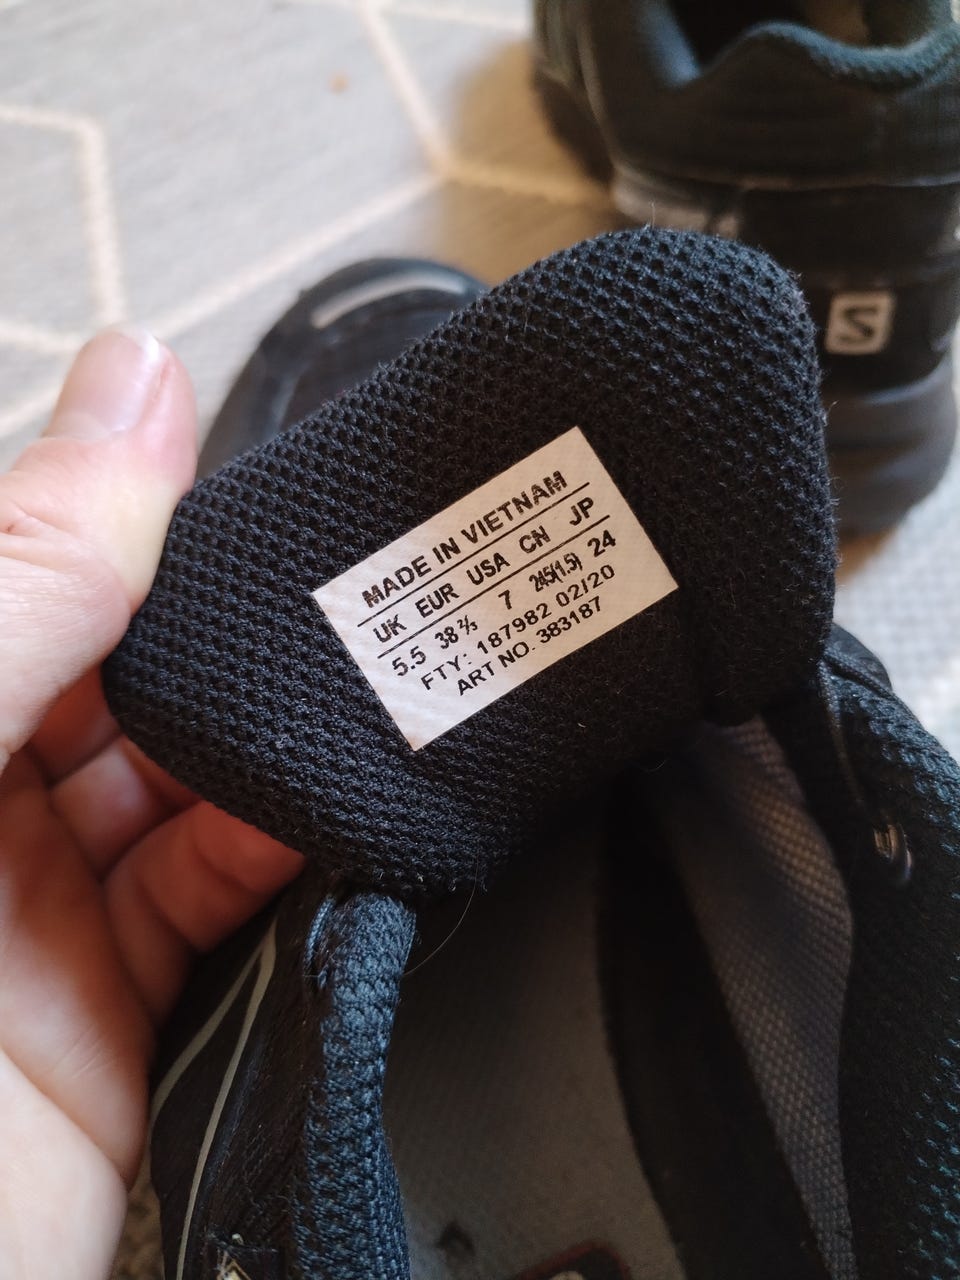 MADE IN VIETNAM
UK EUR USA CN JP
5.5 38⅔ 7 245(1.5) 24
FTY: 187982 02/20
ART NO. 383187
S